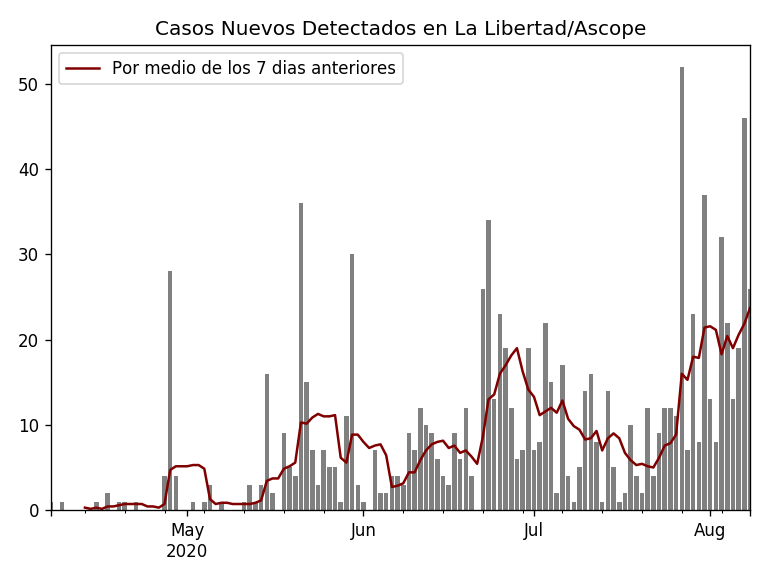 Casos Nuevos Detectados en La Libertad/Ascope
Por medio de los 7 dias anteriores
50
40
30
20
10
0
May
2020
Jun
Jul
Aug